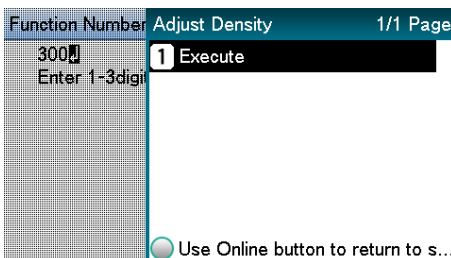 Function Number
300
Enter 1-3digi
Adjust Density 1/1 Page
1 Execute
Use Online button to return to s...